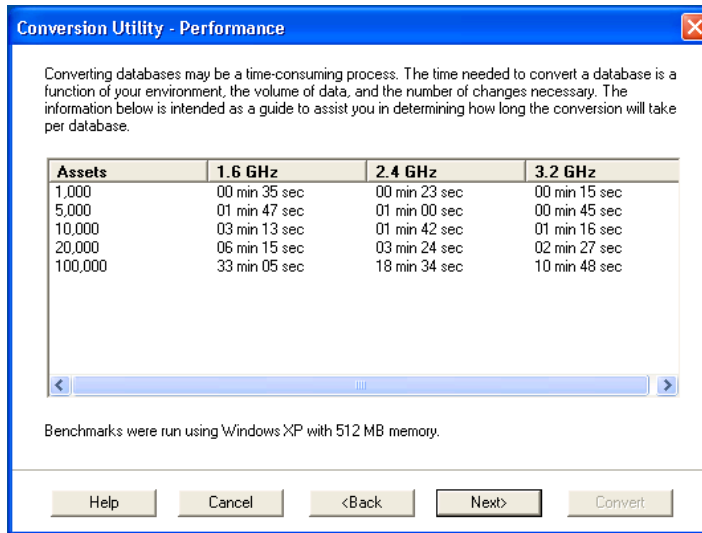 Conversion Utility - Performance
Converting databases may be a time-consuming process. The time needed to convert a database is a
function of your environment, the volume of data, and the number of changes necessary. The
information below is intended as a guide to assist you in determining how long the conversion will take
per database.
Assets 1.6 GHz 2.4 GHz 3.2 GHz
1,000 00 min 35 sec 00 min 23 sec 00 min 15 sec
5,000 01 min 47 sec 01 min 00 sec 00 min 45 sec
10,000 03 min 13 sec 01 min 42 sec 01 min 16 sec
20,000 06 min 15 sec 03 min 24 sec 02 min 27 sec
100,000 33 min 05 sec 18 min 34 sec 10 min 48 sec
Benchmarks were run using Windows XP with 512 MB memory.
Help Cancel <Back Next> Convert